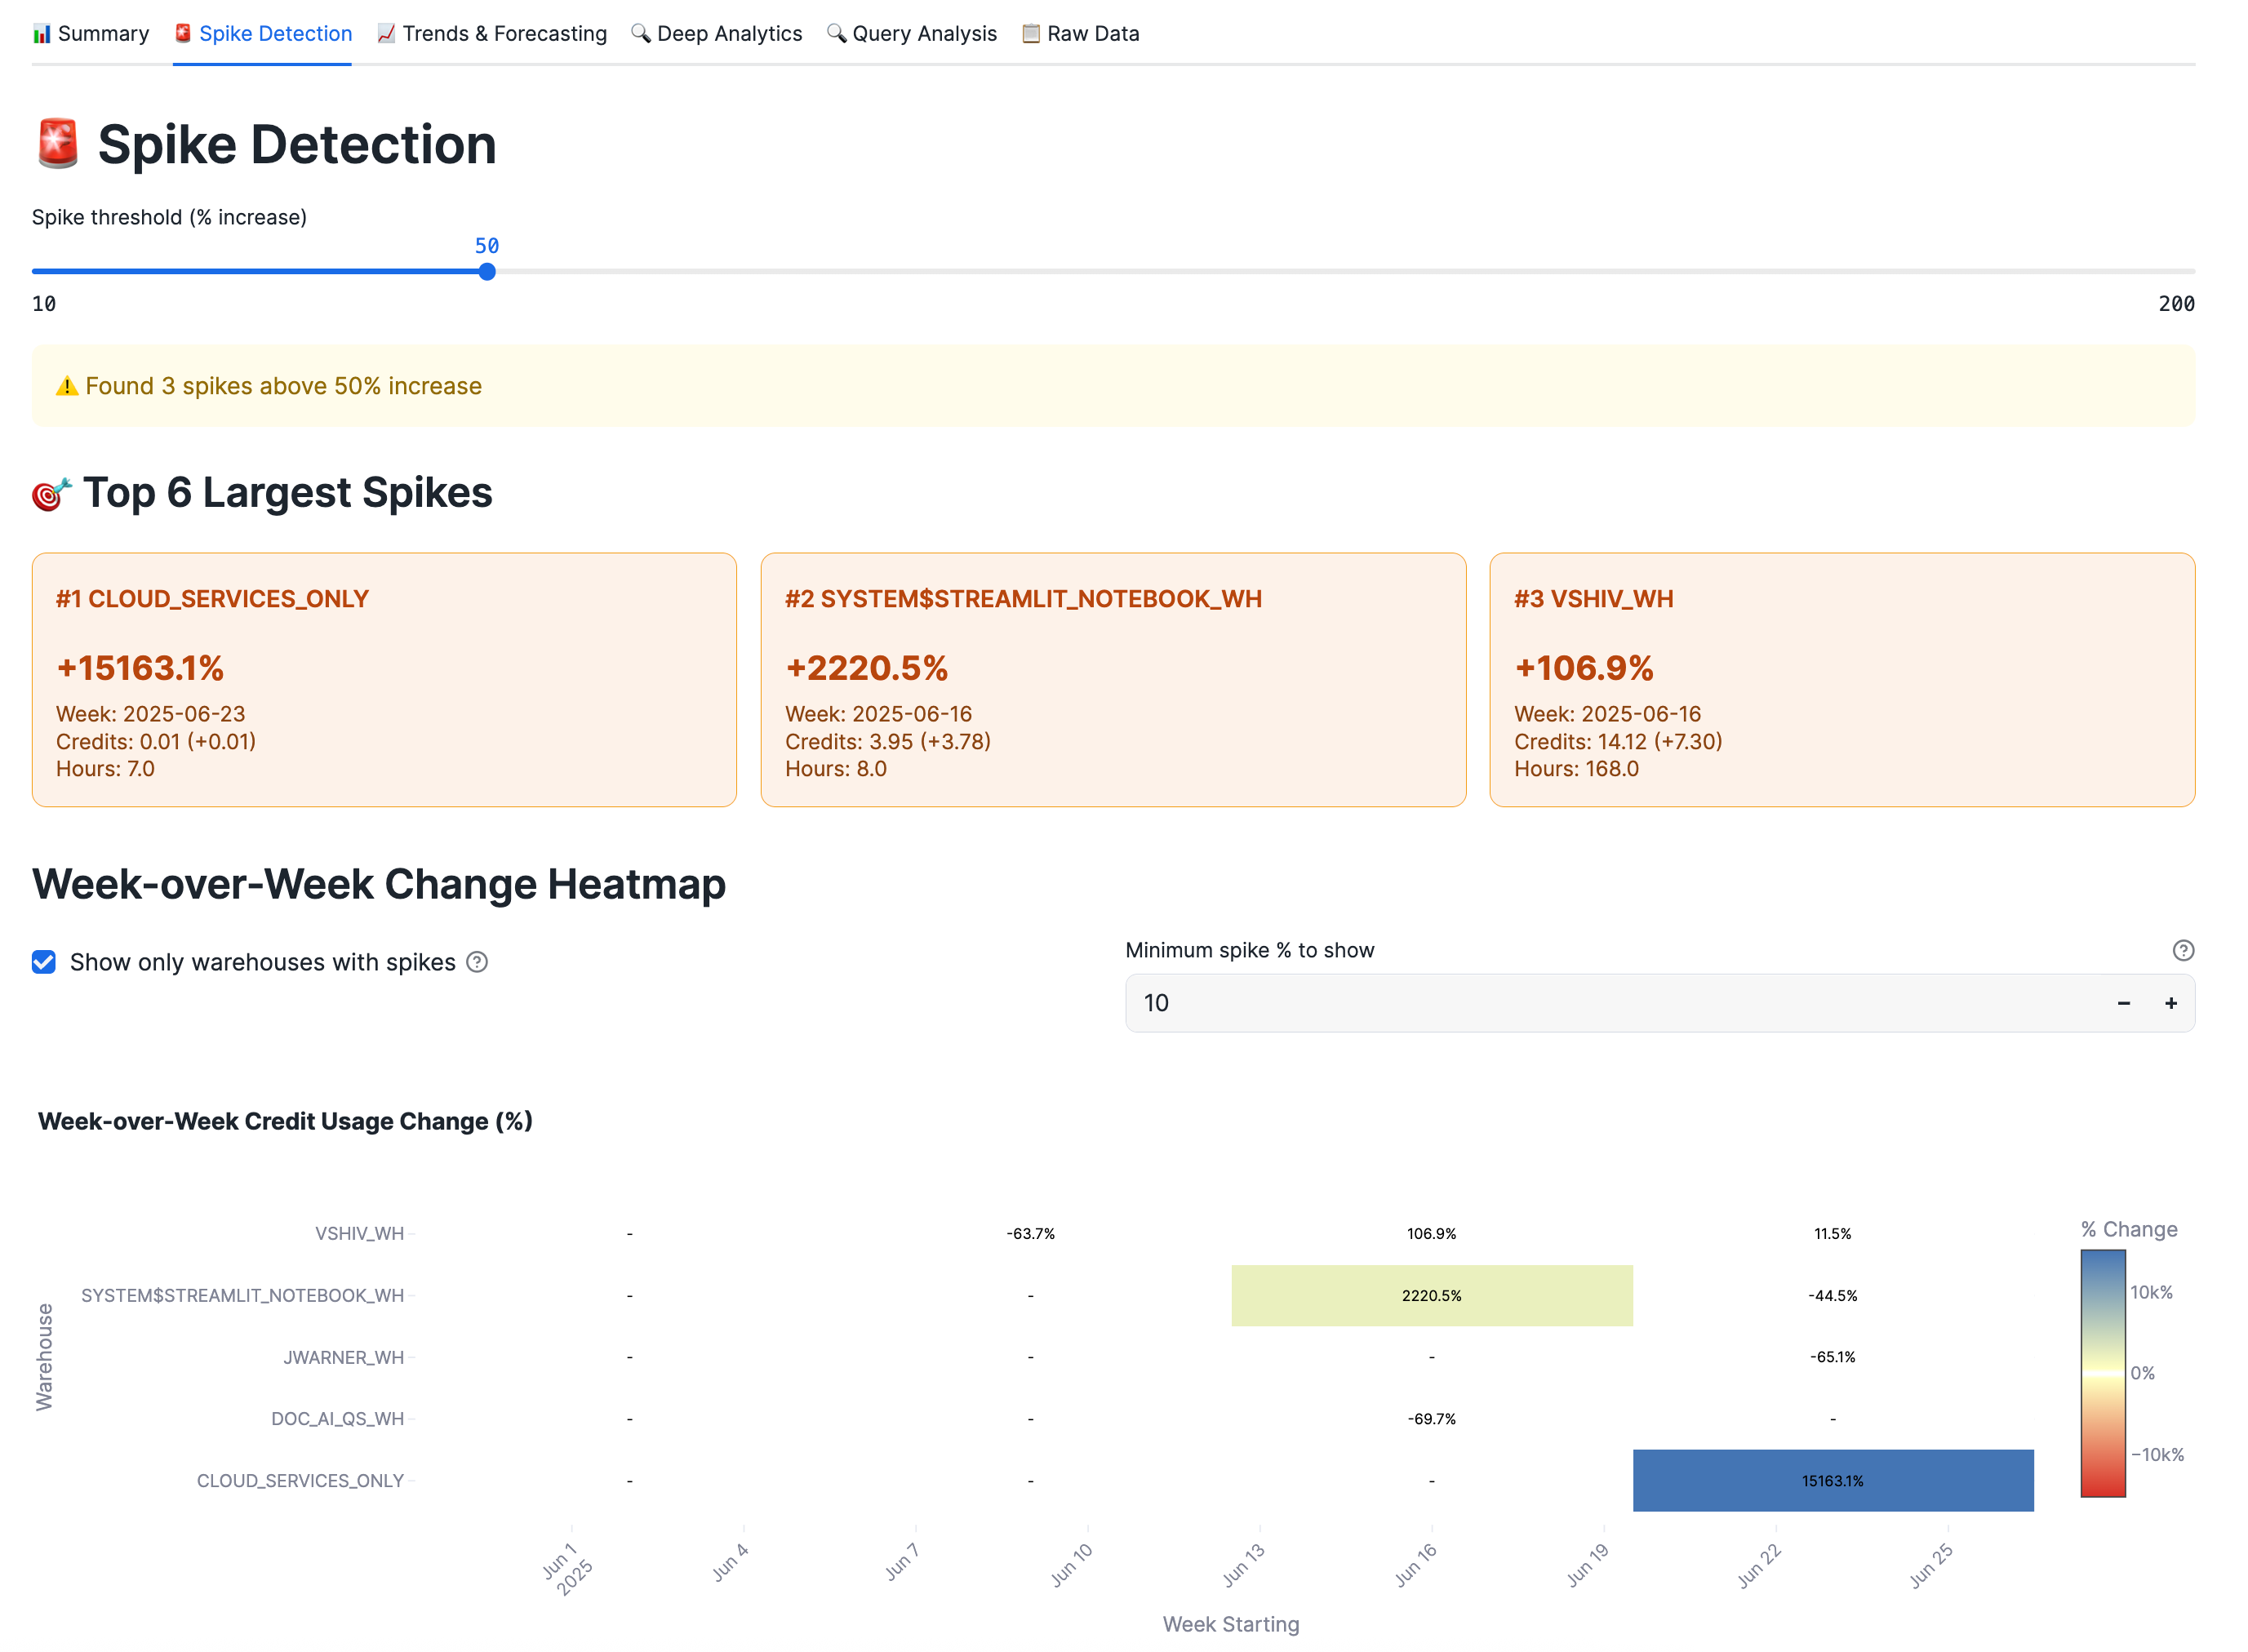 📊 Summary 🚨 Spike Detection 📈 Trends & Forecasting 🔍 Deep Analytics 🔍 Query Analysis 📋 Raw Data
🚨 Spike Detection
Spike threshold (% increase)
50
10 200
⚠️ Found 3 spikes above 50% increase
🎯 Top 6 Largest Spikes
#1 CLOUD_SERVICES_ONLY
+15163.1%
Week: 2025-06-23
Credits: 0.01 (+0.01)
Hours: 7.0
#2 SYSTEM$STREAMLIT_NOTEBOOK_WH
+2220.5%
Week: 2025-06-16
Credits: 3.95 (+3.78)
Hours: 8.0
#3 VSHIV_WH
+106.9%
Week: 2025-06-16
Credits: 14.12 (+7.30)
Hours: 168.0
Week-over-Week Change Heatmap
Show only warehouses with spikes ?
Minimum spike % to show ?
10 − +
Week-over-Week Credit Usage Change (%)
Warehouse
VSHIV_WH - -63.7% 106.9% 11.5%
SYSTEM$STREAMLIT_NOTEBOOK_WH - - 2220.5% -44.5%
JWARNER_WH - - - -65.1%
DOC_AI_QS_WH - - -69.7% -
CLOUD_SERVICES_ONLY - - - 15163.1%
% Change
10k%
0%
−10k%
Jun 1 Jun 4 Jun 7 Jun 10 Jun 13 Jun 16 Jun 19 Jun 22 Jun 25
2025
Week Starting